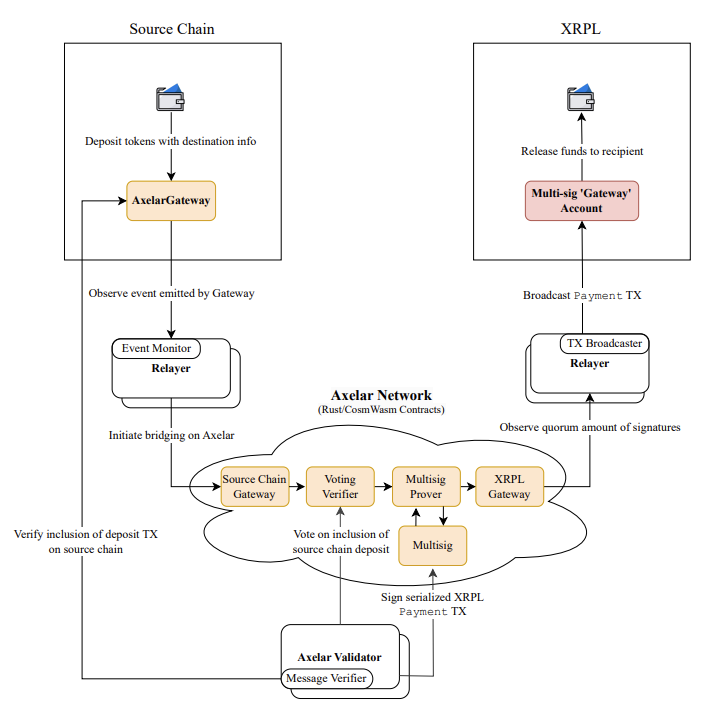 Source Chain
XRPL
Deposit tokens with destination info
Release funds to recipient
AxelarGateway
Multi-sig 'Gateway'
Account
Observe event emitted by Gateway
Broadcast Payment TX
Event Monitor
Relayer
TX Broadcaster
Relayer
Axelar Network
(Rust/CosmWasm Contracts)
Initiate bridging on Axelar
Observe quorum amount of signatures
Source Chain
Gateway
Voting
Verifier
Multisig
Prover
XRPL
Gateway
Verify inclusion of deposit TX
on source chain
Vote on inclusion of
source chain deposit
Multisig
Sign serialized XRPL
Payment TX
Axelar Validator
Message Verifier